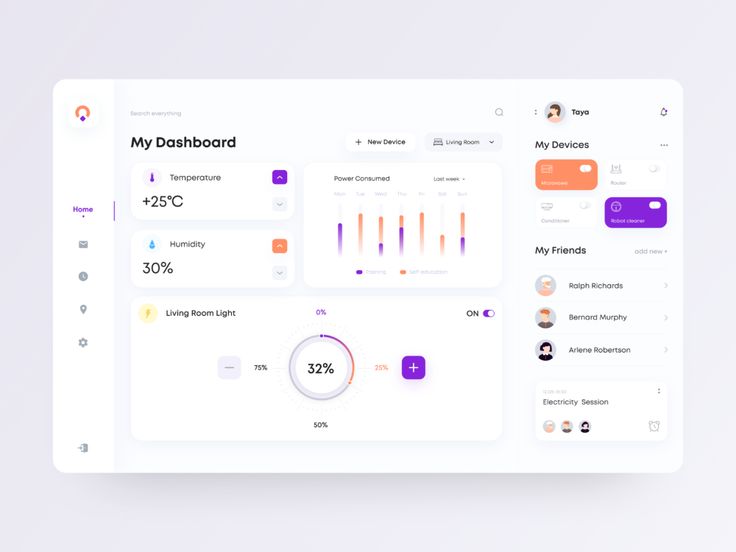 Search everything
My Dashboard
+ New Device
Living Room
Home
Temperature
+25°C
Humidity
30%
Power Consumed
Last week
Mon Tue Wed Thu Fri Sat Sun
Training
Self-education
Living Room Light
ON
0%
75%
32%
25%
50%
Taya
My Devices
Microwave
Router
Conditioner
Robot cleaner
My Friends
add new +
Ralph Richards
Bernard Murphy
Arlene Robertson
Electricity Session